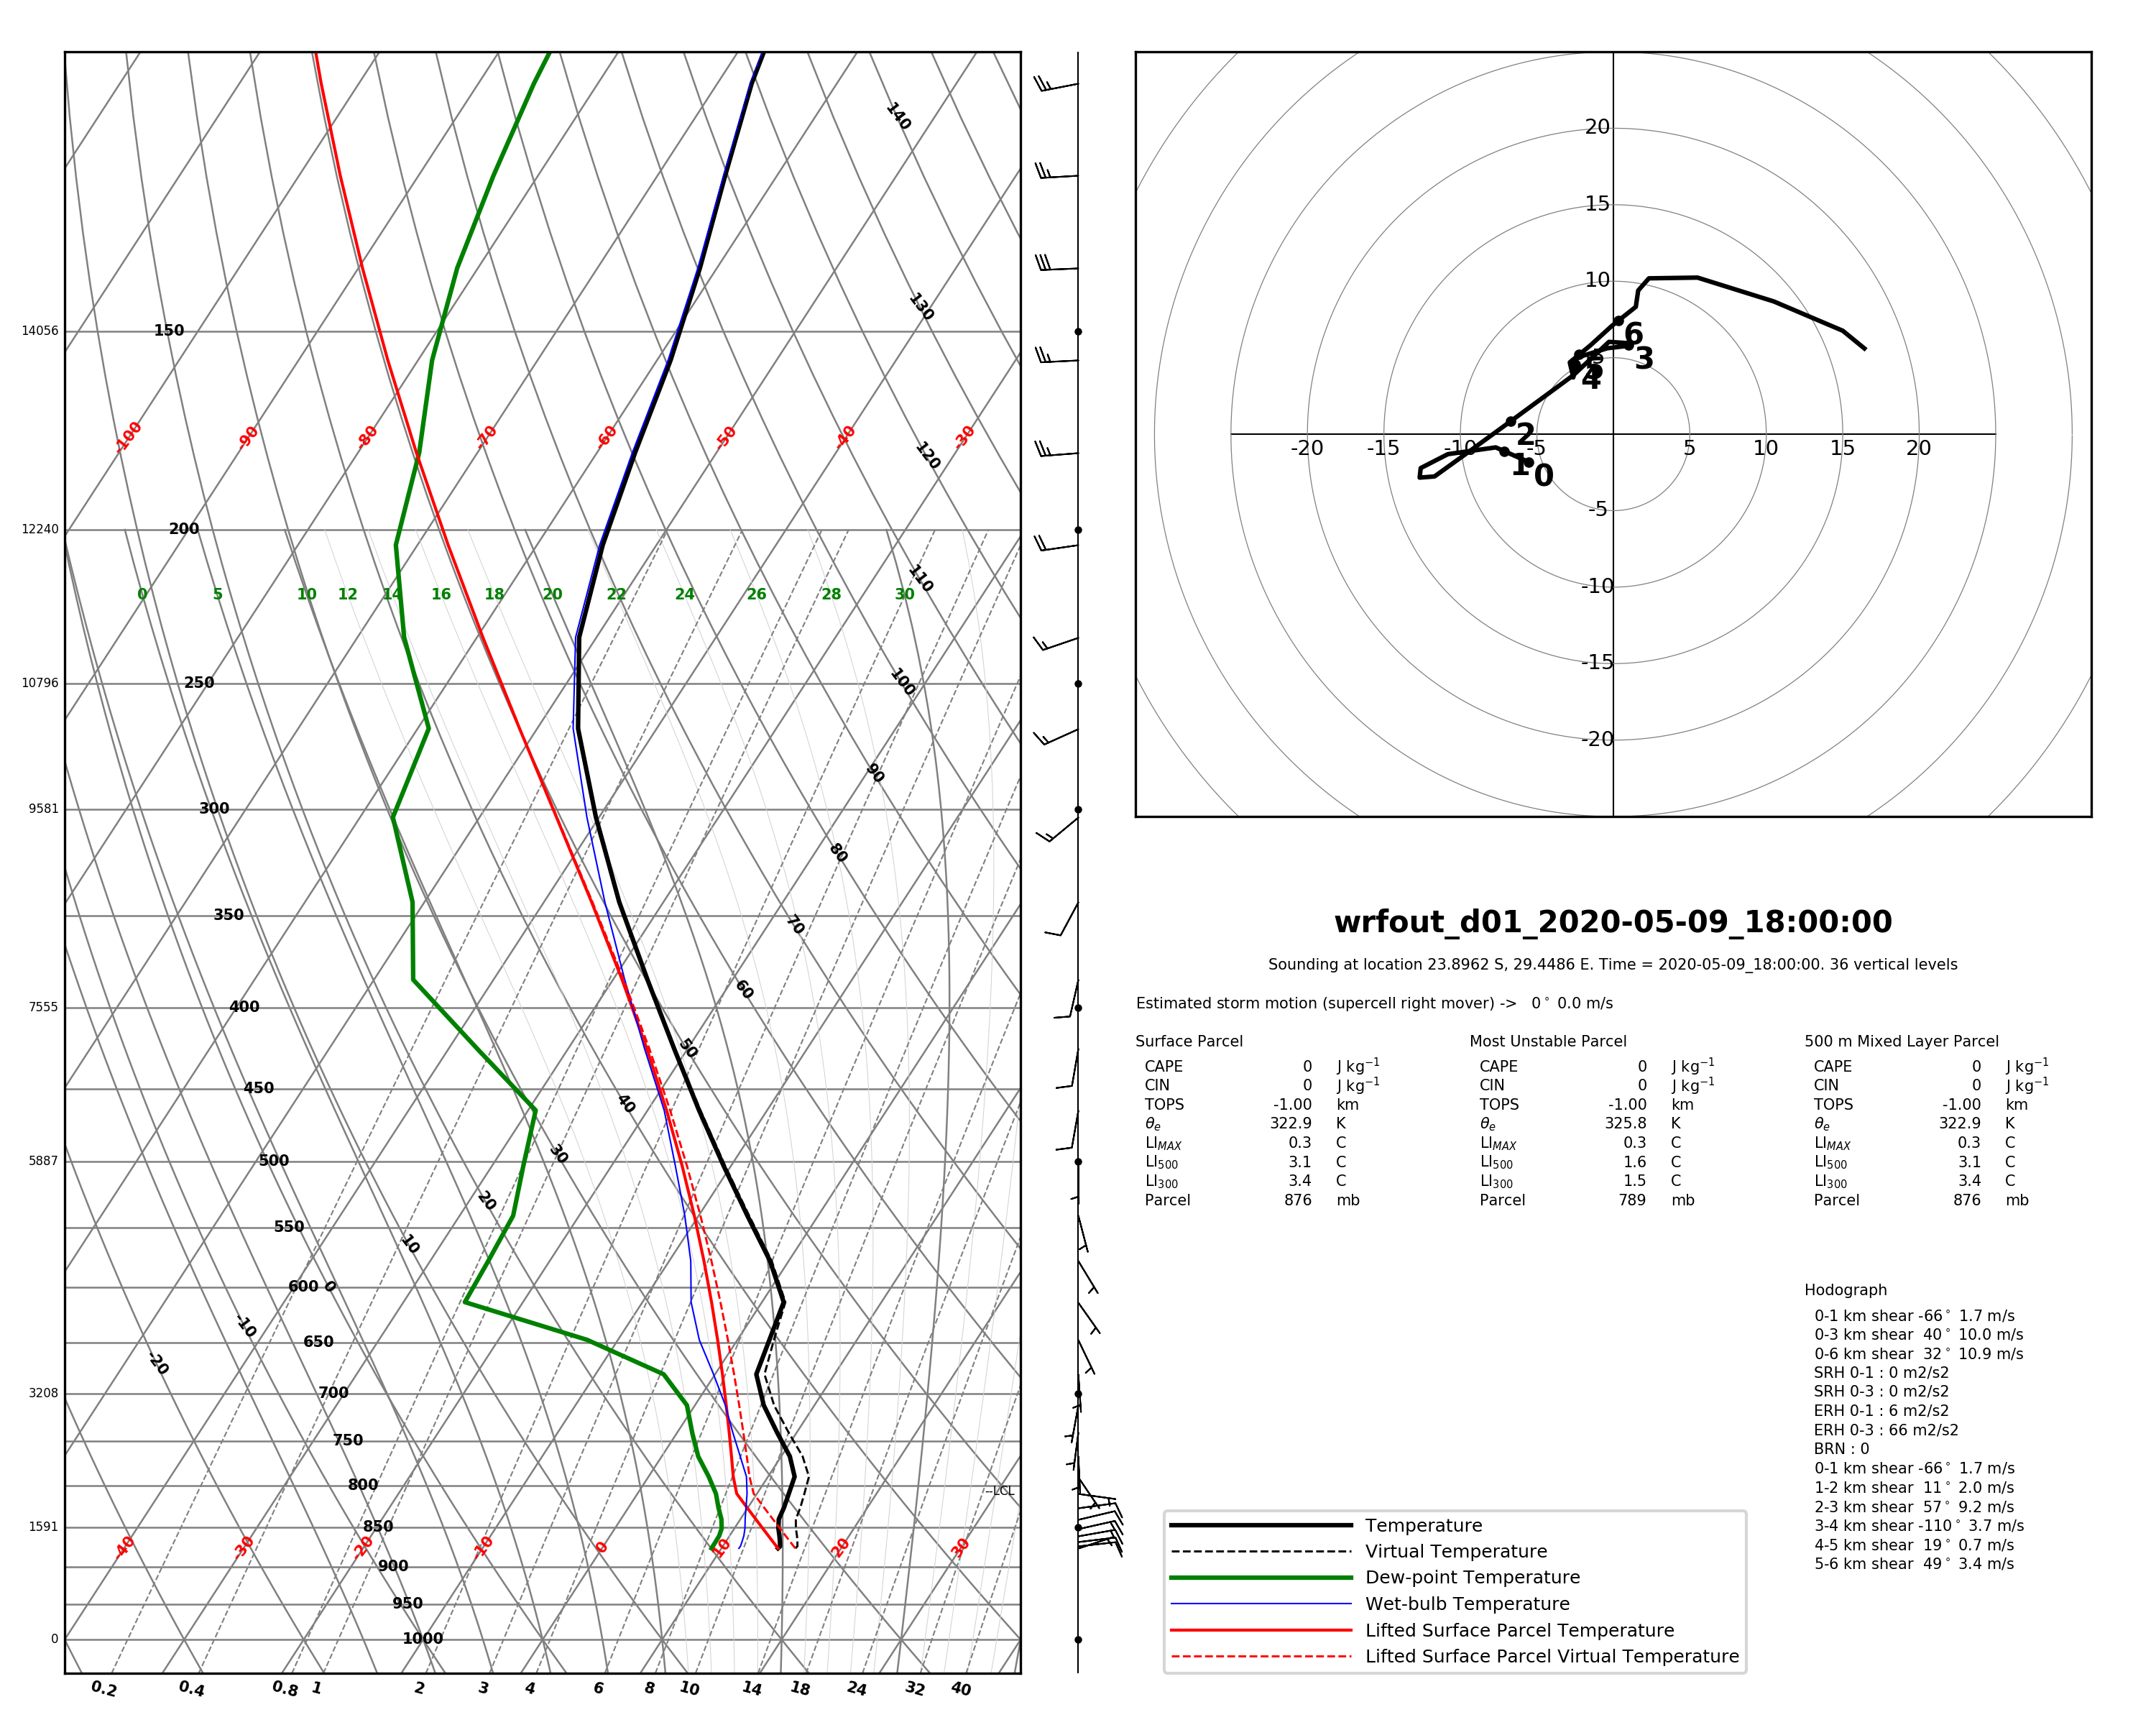 140
130
14056 150
-100 -90 -80 -70 -60 -50 -40 -30
120
12240 200
110
0 5 10 12 14 16 18 20 22 24 26 28 30
10796 250
100
90
9581 300
80
350
70
7555 400
60
50
450
40
5887 500
30
20
550
10
600 0
650
-10
-20
3208 700
750
800
--LCL
1591 850
-40 -30 -20 -10 0 10 20 30
900
950
0 1000
0.2 0.4 0.8 1 2 3 4 6 8 10 14 18 24 32 40
20
15
10
6
5
3
4
-20 -15 -10 -5 5 10 15 20
2
1
0
-5
-10
-15
-20
wrfout_d01_2020-05-09_18:00:00
Sounding at location 23.8962 S, 29.4486 E. Time = 2020-05-09_18:00:00. 36 vertical levels
Estimated storm motion (supercell right mover) -> 0° 0.0 m/s
Surface Parcel
CAPE 0 J kg⁻¹
CIN 0 J kg⁻¹
TOPS -1.00 km
θe 322.9 K
LIMAX 0.3 C
LI500 3.1 C
LI300 3.4 C
Parcel 876 mb
Most Unstable Parcel
CAPE 0 J kg⁻¹
CIN 0 J kg⁻¹
TOPS -1.00 km
θe 325.8 K
LIMAX 0.3 C
LI500 1.6 C
LI300 1.5 C
Parcel 789 mb
500 m Mixed Layer Parcel
CAPE 0 J kg⁻¹
CIN 0 J kg⁻¹
TOPS -1.00 km
θe 322.9 K
LIMAX 0.3 C
LI500 3.1 C
LI300 3.4 C
Parcel 876 mb
Hodograph
0-1 km shear -66° 1.7 m/s
0-3 km shear 40° 10.0 m/s
0-6 km shear 32° 10.9 m/s
SRH 0-1 : 0 m2/s2
SRH 0-3 : 0 m2/s2
ERH 0-1 : 6 m2/s2
ERH 0-3 : 66 m2/s2
BRN : 0
0-1 km shear -66° 1.7 m/s
1-2 km shear 11° 2.0 m/s
2-3 km shear 57° 9.2 m/s
3-4 km shear -110° 3.7 m/s
4-5 km shear 19° 0.7 m/s
5-6 km shear 49° 3.4 m/s
Temperature
Virtual Temperature
Dew-point Temperature
Wet-bulb Temperature
Lifted Surface Parcel Temperature
Lifted Surface Parcel Virtual Temperature